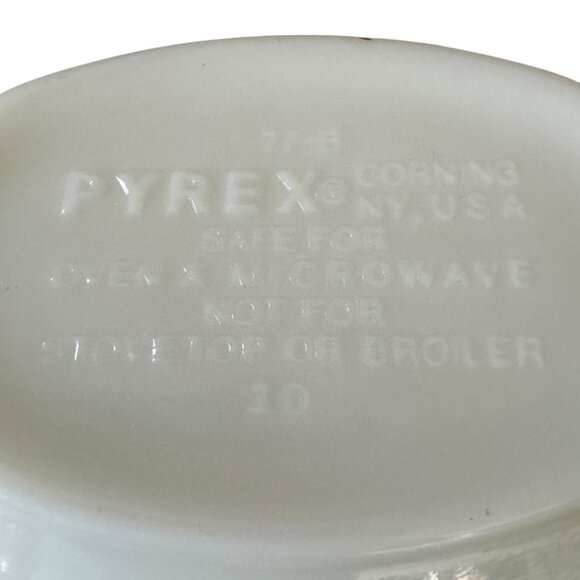 PYREX® CORNING
NY, USA
SAFE FOR
OVEN & MICROWAVE
NOT FOR
STOVETOP OR BROILER
10